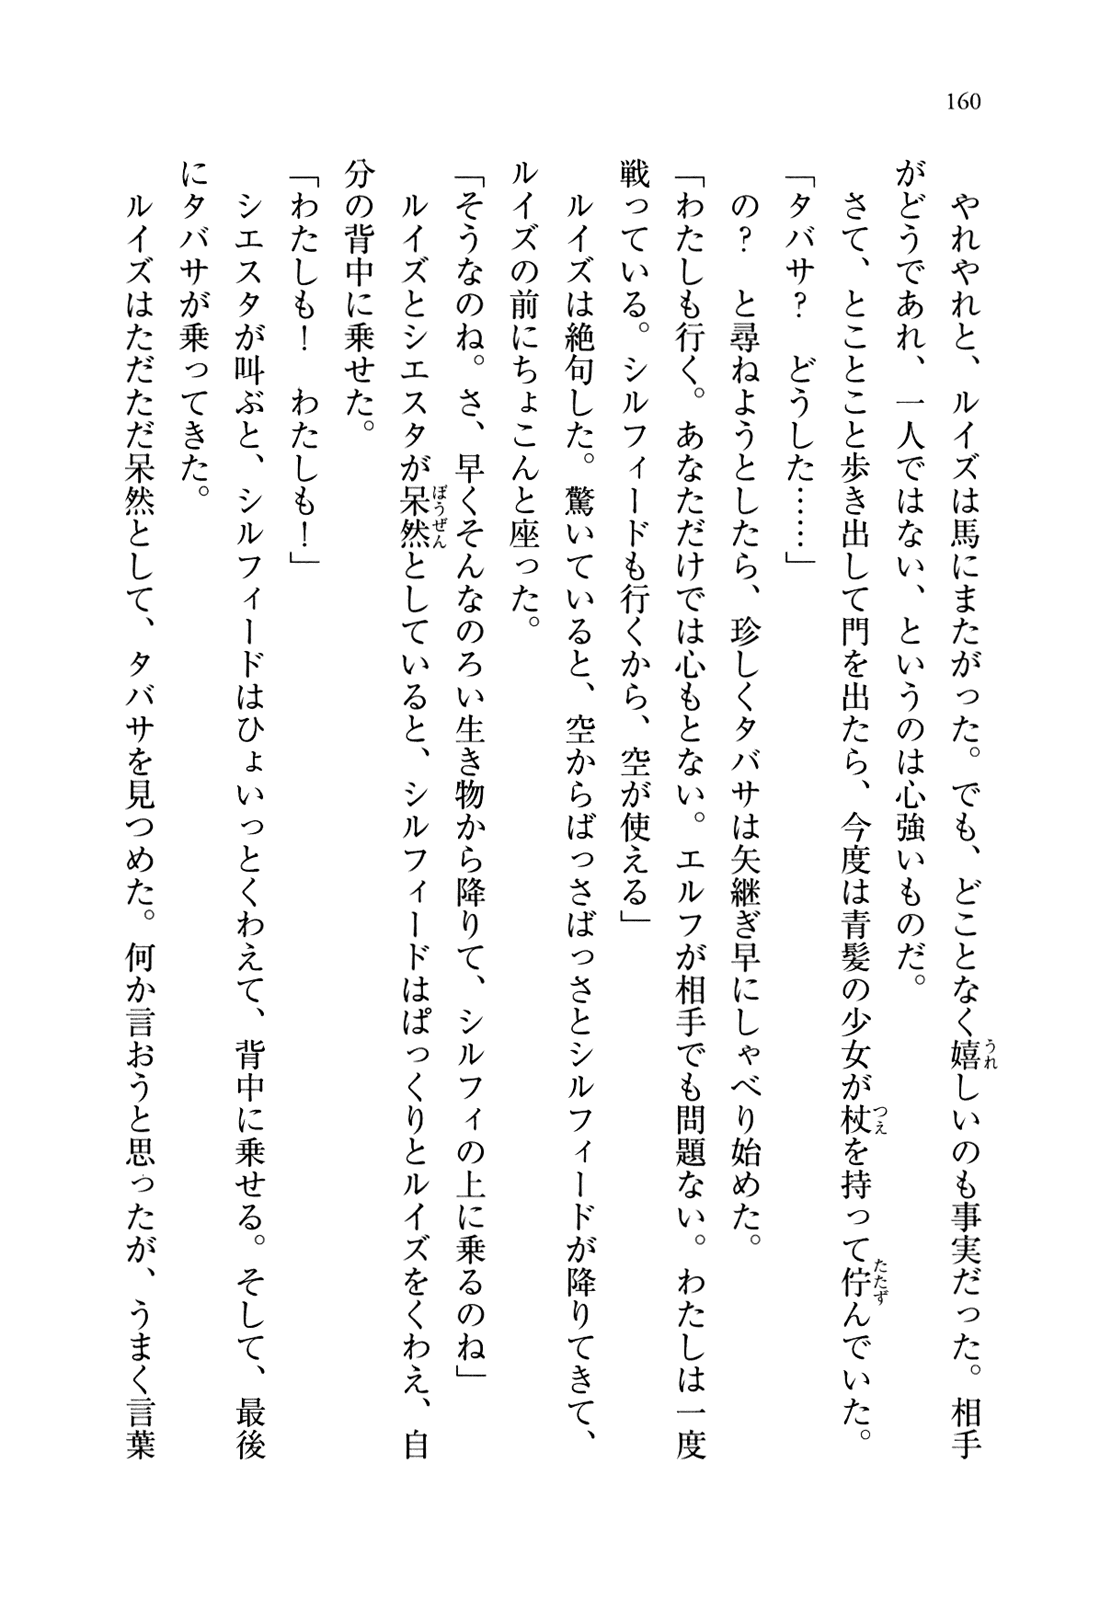 160
　やれやれと、ルイズは馬にまたがった。でも、どことなく嬉しいのも事実だった。相手
がどうであれ、一人ではない、というのは心強いものだ。
　さて、とことこと歩き出して門を出たら、今度は青髪の少女が杖を持って佇んでいた。
「タバサ？　どうした……」
　の？　と尋ねようとしたら、珍しくタバサは矢継ぎ早にしゃべり始めた。
「わたしも行く。あなただけでは心もとない。エルフが相手でも問題ない。わたしは一度
戦っている。シルフィードも行くから、空が使える」
　ルイズは絶句した。驚いていると、空からばっさばっさとシルフィードが降りてきて、
ルイズの前にちょこんと座った。
「そうなのね。さ、早くそんなのろい生き物から降りて、シルフィの上に乗るのね」
　ルイズとシエスタが呆然としていると、シルフィードはぱっくりとルイズをくわえ、自
分の背中に乗せた。
「わたしも！　わたしも！」
　シエスタが叫ぶと、シルフィードはひょいっとくわえて、背中に乗せる。そして、最後
にタバサが乗ってきた。
　ルイズはただただ呆然として、タバサを見つめた。何か言おうと思ったが、うまく言葉